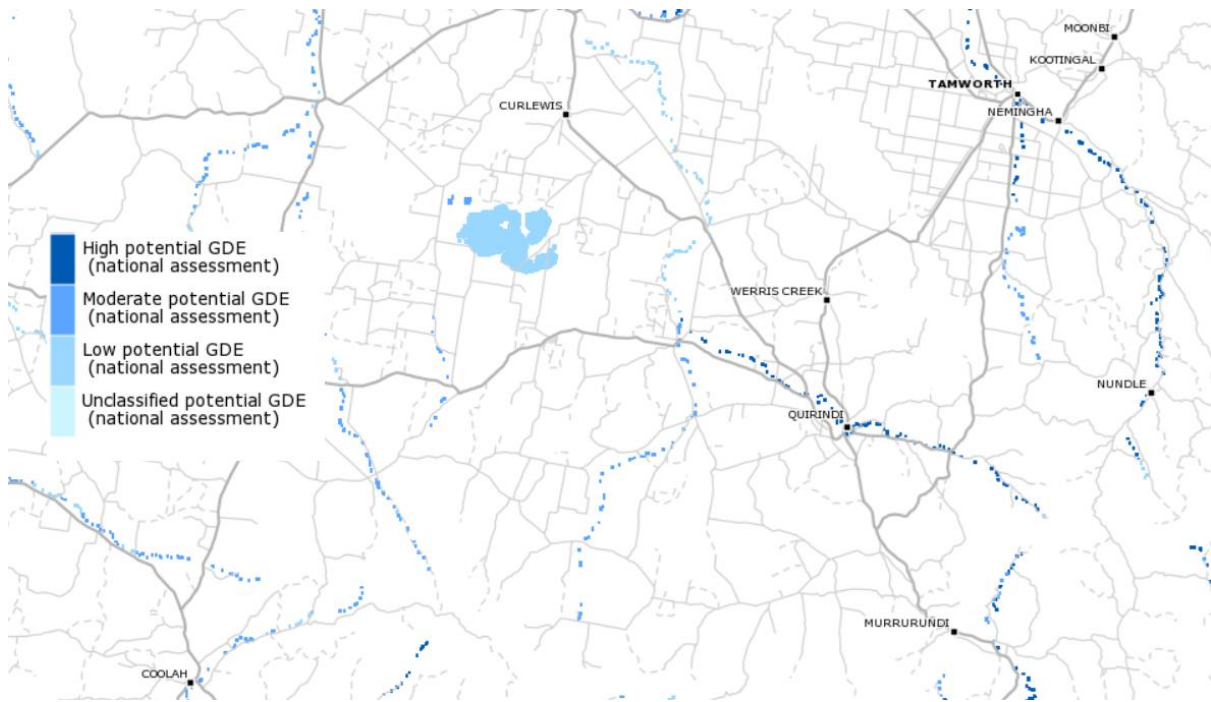 MOONBI
KOOTINGAL
TAMWORTH
CURLEWIS
NEMINGHA
High potential GDE
(national assessment)
Moderate potential GDE
(national assessment)
Low potential GDE
(national assessment)
Unclassified potential GDE
(national assessment)
WERRIS CREEK
NUNDLE
QUIRINDI
MURRURUNDI
COOLAH